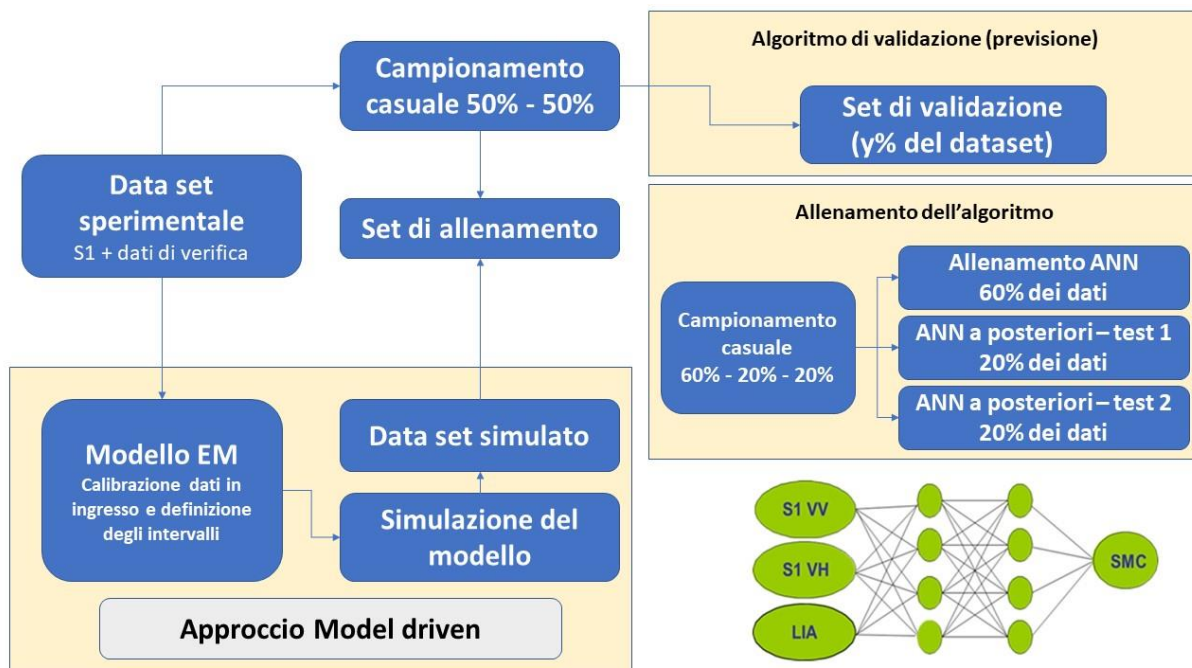 Campionamento
casuale 50% - 50%
Data set
sperimentale
S1 + dati di verifica
Set di allenamento
Modello EM
Calibrazione dati in
ingresso e definizione
degli intervalli
Data set simulato
Simulazione del
modello
Approccio Model driven
Algoritmo di validazione (previsione)
Set di validazione
(y% del dataset)
Allenamento dell'algoritmo
Campionamento
casuale
60% - 20% - 20%
Allenamento ANN
60% dei dati
ANN a posteriori – test 1
20% dei dati
ANN a posteriori – test 2
20% dei dati
S1 VV
S1 VH
LIA
SMC